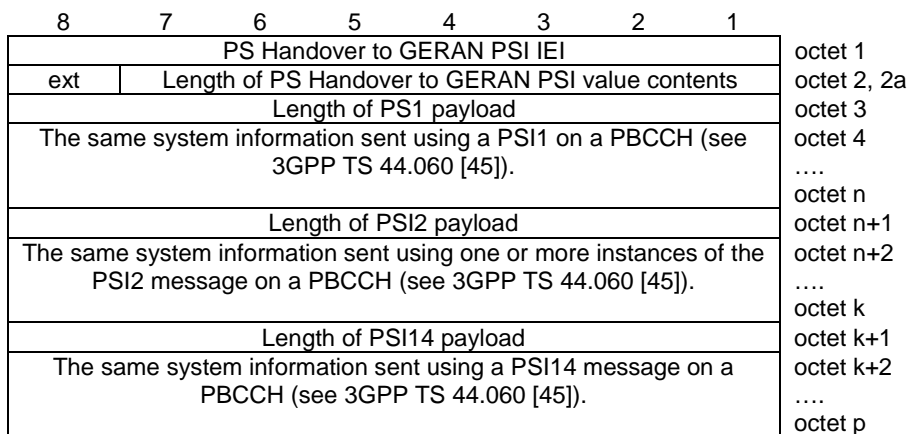 8 7 6 5 4 3 2 1
PS Handover to GERAN PSI IEI octet 1
ext Length of PS Handover to GERAN PSI value contents octet 2, 2a
Length of PS1 payload octet 3
The same system information sent using a PSI1 on a PBCCH (see octet 4
3GPP TS 44.060 [45]). ….
octet n
Length of PSI2 payload octet n+1
The same system information sent using one or more instances of the octet n+2
PSI2 message on a PBCCH (see 3GPP TS 44.060 [45]). ….
octet k
Length of PSI14 payload octet k+1
The same system information sent using a PSI14 message on a octet k+2
PBCCH (see 3GPP TS 44.060 [45]). ….
octet p